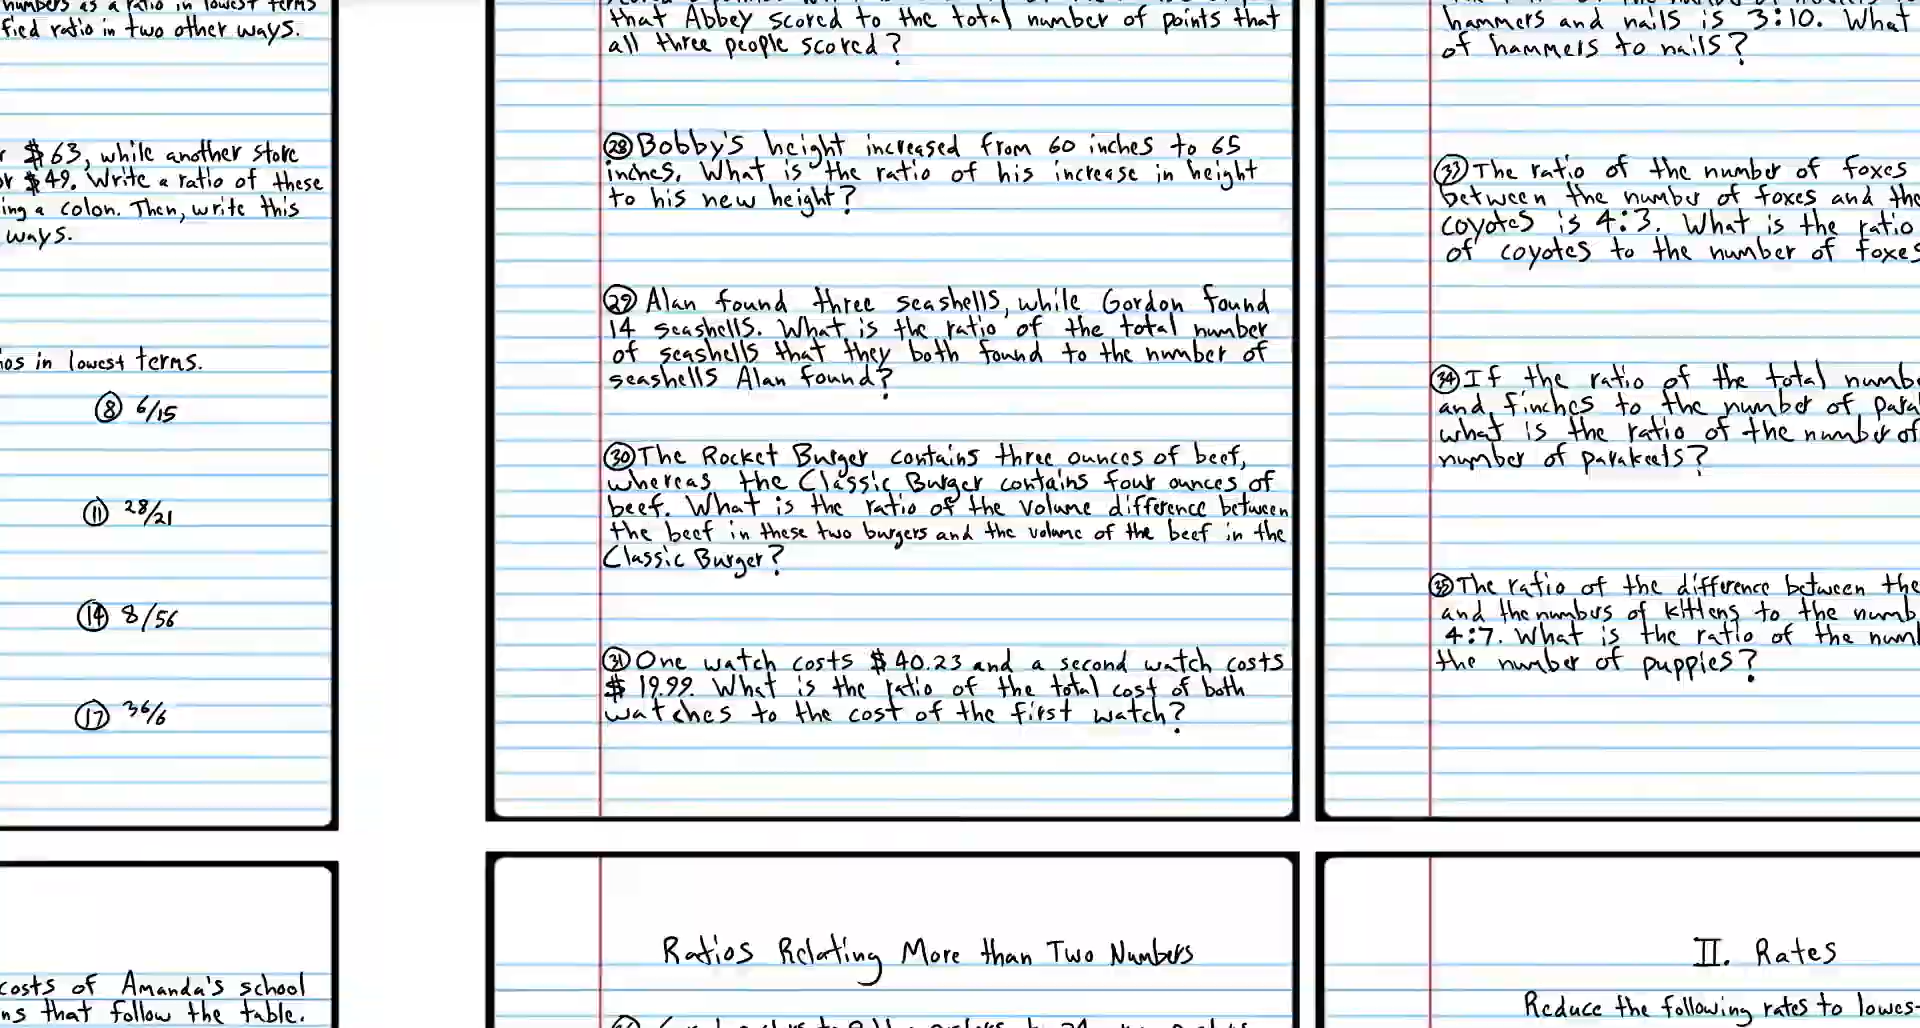 numbers as a ratio in lowest terms
fied ratio in two other ways.
$63, while another store
$49. Write a ratio of these
ing a colon. Then, write this
ways.
ios in lowest terms.
⑧ 6/15
⑪ 28/21
⑭ 8/56
⑰ 36/6
costs of Amanda's school
ns that follow the table.
that Abbey scored to the total number of points that
all three people scored?
㉘ Bobby's height increased from 60 inches to 65
inches. What is the ratio of his increase in height
to his new height?
㉙ Alan found three seashells, while Gordon found
14 seashells. What is the ratio of the total number
of seashells that they both found to the number of
seashells Alan found?
㉚ The Rocket Burger contains three ounces of beef,
whereas the Classic Burger contains four ounces of
beef. What is the ratio of the volume difference between
the beef in these two burgers and the volume of the beef in the
Classic Burger?
㉛ One watch costs $40.23 and a second watch costs
$19.99. What is the ratio of the total cost of both
watches to the cost of the first watch?
Ratios Relating More than Two Numbers
hammers and nails is 3:10. What
of hammers to nails?
㉝ The ratio of the number of foxes
between the number of foxes and the
coyotes is 4:3. What is the ratio
of coyotes to the number of foxes
㉞ If the ratio of the total numbe
and finches to the number of para
what is the ratio of the number of
number of parakeets?
㉟ The ratio of the difference between the
and the numbers of kittens to the numb
4:7. What is the ratio of the num
the number of puppies?
II. Rates
Reduce the following rates to lowes